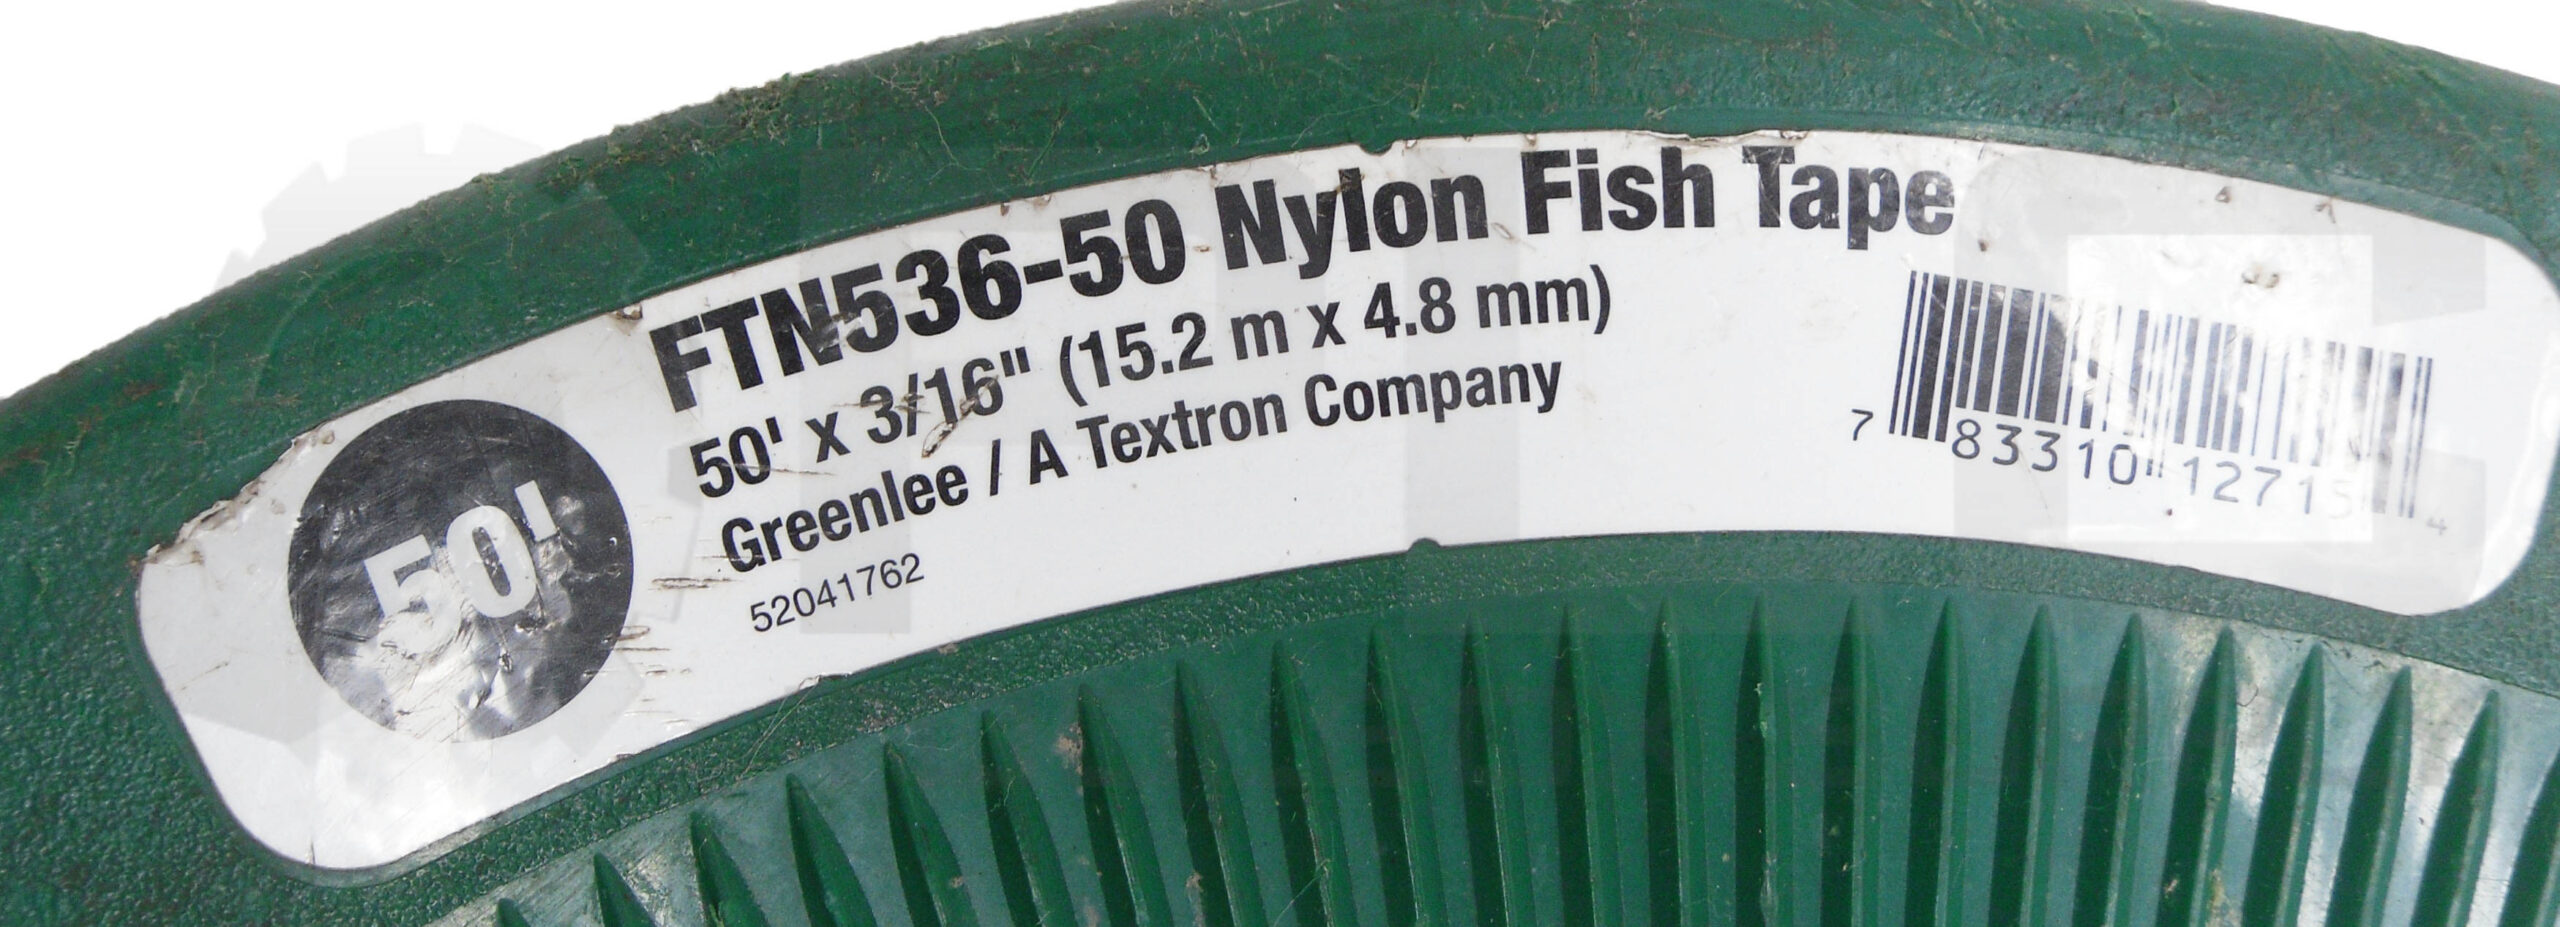 50'
FTN536-50 Nylon Fish Tape
50' x 3/16" (15.2 m x 4.8 mm)
Greenlee / A Textron Company
52041762
7 83310 12715 4